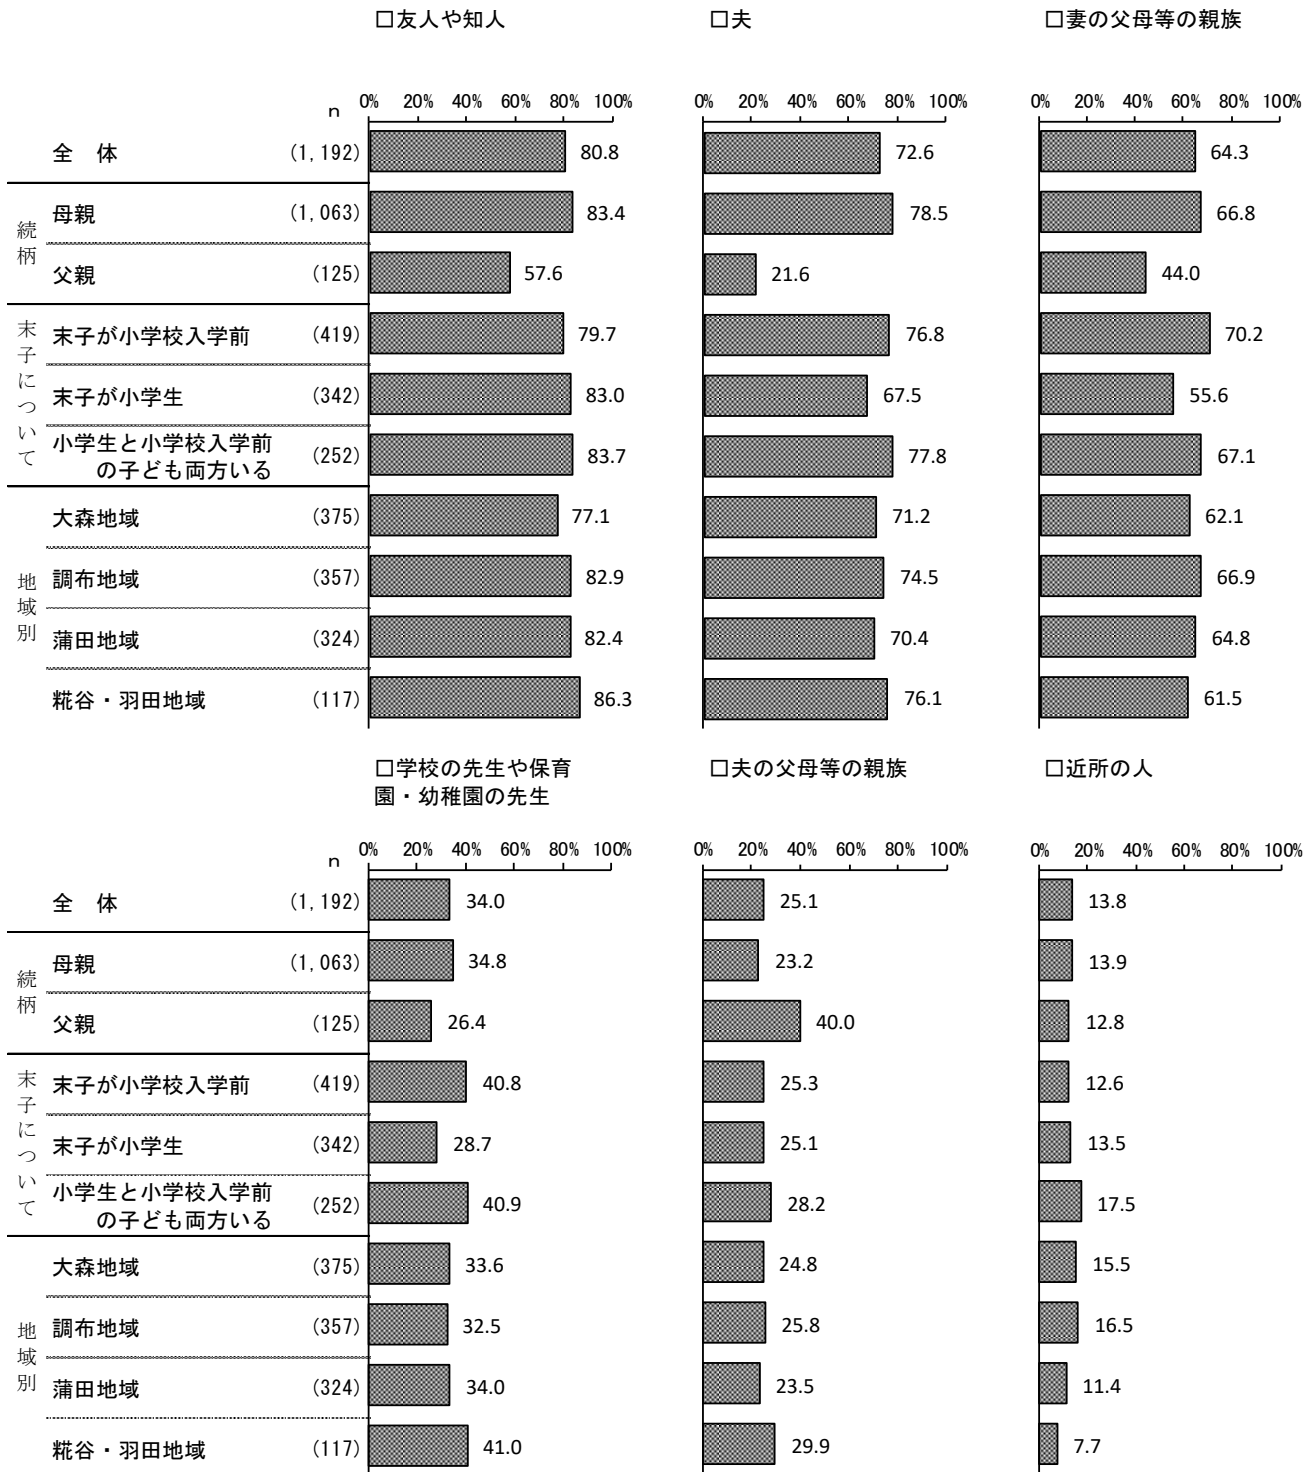 □友人や知人 □夫 □妻の父母等の親族
n 0% 20% 40% 60% 80% 100% 0% 20% 40% 60% 80% 100% 0% 20% 40% 60% 80% 100%
全 体 (1,192) 80.8 72.6 64.3
続柄
母親 (1,063) 83.4 78.5 66.8
父親 (125) 57.6 21.6 44.0
末子について
末子が小学校入学前 (419) 79.7 76.8 70.2
末子が小学生 (342) 83.0 67.5 55.6
小学生と小学校入学前
の子ども両方いる (252) 83.7 77.8 67.1
地域別
大森地域 (375) 77.1 71.2 62.1
調布地域 (357) 82.9 74.5 66.9
蒲田地域 (324) 82.4 70.4 64.8
糀谷・羽田地域 (117) 86.3 76.1 61.5
□学校の先生や保育 □夫の父母等の親族 □近所の人
園・幼稚園の先生
n 0% 20% 40% 60% 80% 100% 0% 20% 40% 60% 80% 100% 0% 20% 40% 60% 80% 100%
全 体 (1,192) 34.0 25.1 13.8
続柄
母親 (1,063) 34.8 23.2 13.9
父親 (125) 26.4 40.0 12.8
末子について
末子が小学校入学前 (419) 40.8 25.3 12.6
末子が小学生 (342) 28.7 25.1 13.5
小学生と小学校入学前
の子ども両方いる (252) 40.9 28.2 17.5
地域別
大森地域 (375) 33.6 24.8 15.5
調布地域 (357) 32.5 25.8 16.5
蒲田地域 (324) 34.0 23.5 11.4
糀谷・羽田地域 (117) 41.0 29.9 7.7